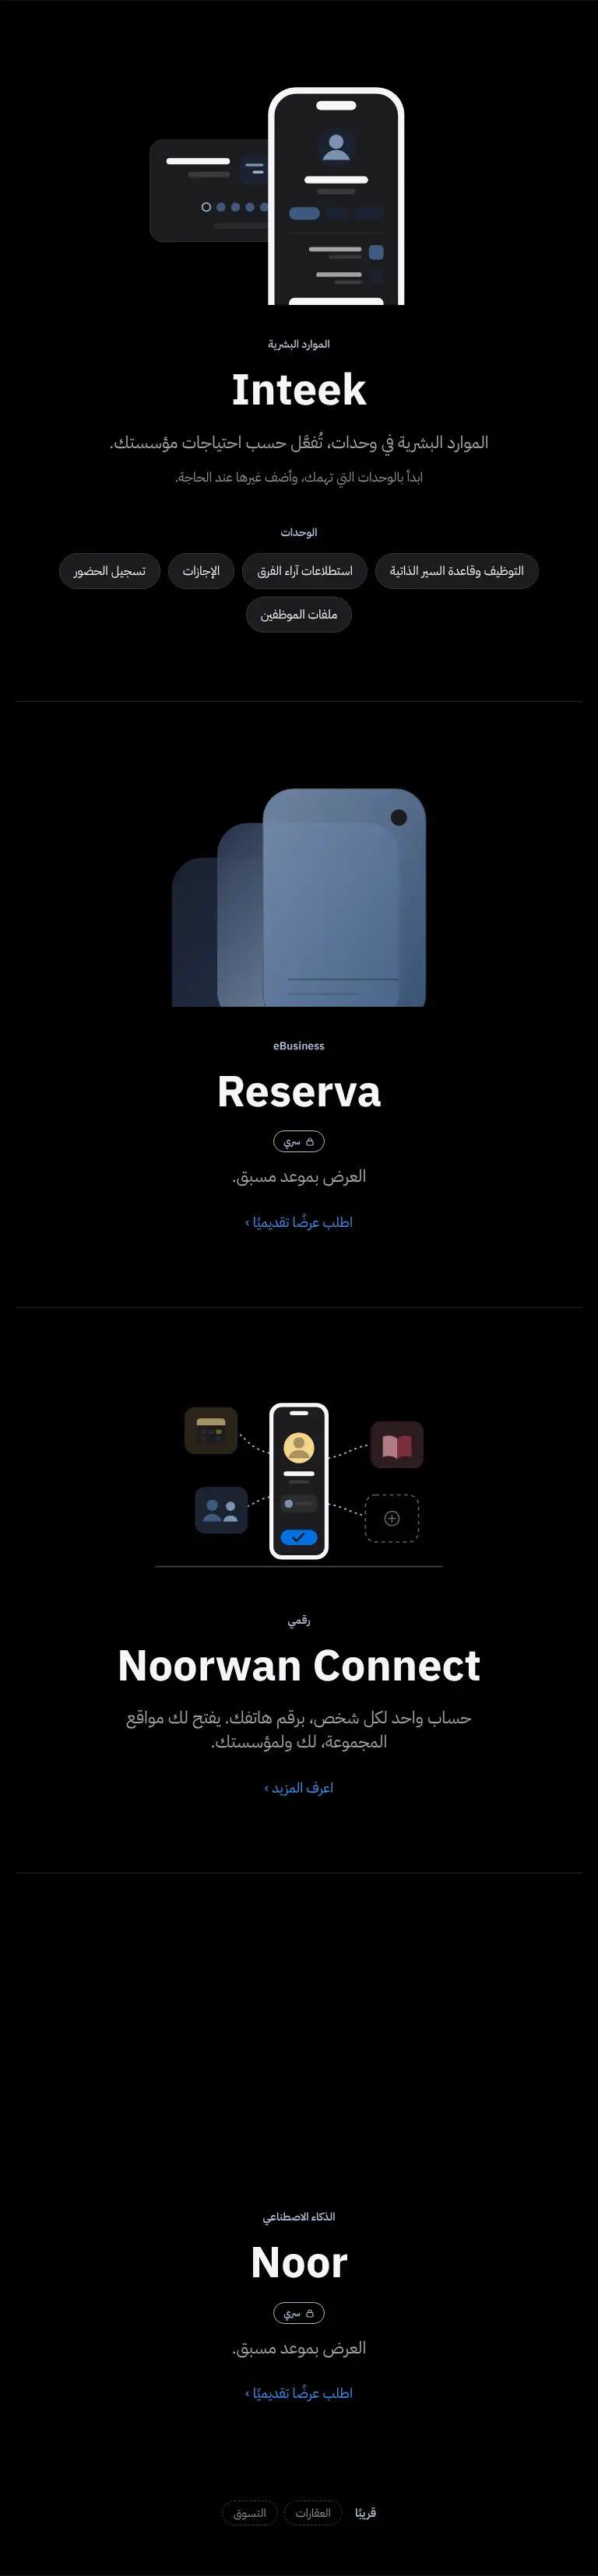 الموارد البشرية
Inteek
الموارد البشرية في وحدات، تُفعَّل حسب احتياجات مؤسستك.
ابدأ بالوحدات التي تهمك، وأضف غيرها عند الحاجة.
الوحدات
التوظيف وقاعدة السير الذاتية استطلاعات آراء الفرق الإجازات تسجيل الحضور
ملفات الموظفين
eBusiness
Reserva
سري
العرض بموعد مسبق.
اطلب عرضًا تقديميًا ›
رقمي
Noorwan Connect
حساب واحد لكل شخص، برقم هاتفك. يفتح لك مواقع
المجموعة، لك ولمؤسستك.
اعرف المزيد ›
الذكاء الاصطناعي
Noor
سري
العرض بموعد مسبق.
اطلب عرضًا تقديميًا ›
قريبًا العقارات التسوق